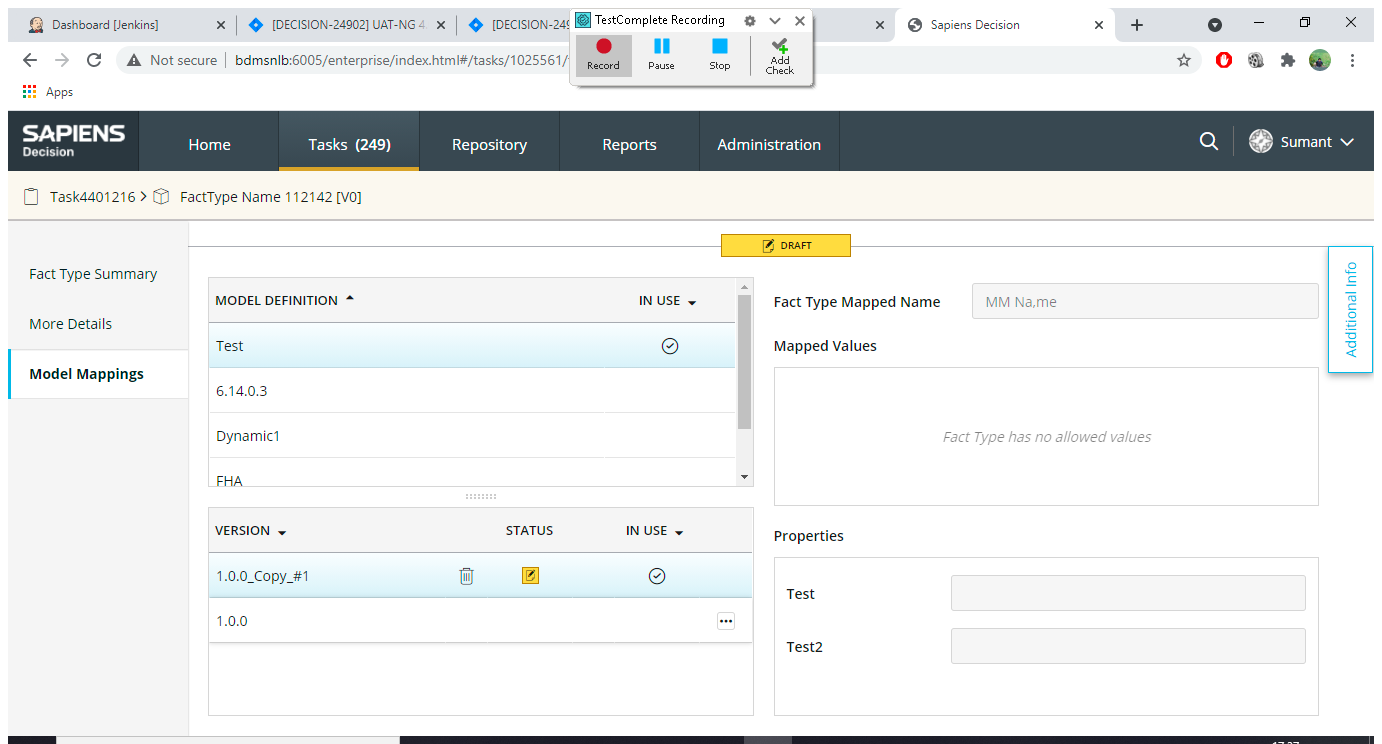 Dashboard [Jenkins]
[DECISION-24902] UAT-NG 4
[DECISION-249
TestComplete Recording
Sapiens Decision
Record
Pause
Stop
Add Check
Not secure
bdmsnlb:6005/enterprise/index.html#/tasks/1025561/
Apps
SAPIENS
Decision
Home
Tasks (249)
Repository
Reports
Administration
Sumant
Task4401216 > FactType Name 112142 [V0]
DRAFT
Fact Type Summary
More Details
Model Mappings
MODEL DEFINITION
IN USE
Test
6.14.0.3
Dynamic1
FHA
VERSION
STATUS
IN USE
1.0.0_Copy_#1
1.0.0
Fact Type Mapped Name
MM Na,me
Mapped Values
Fact Type has no allowed values
Properties
Test
Test2
Additional Info